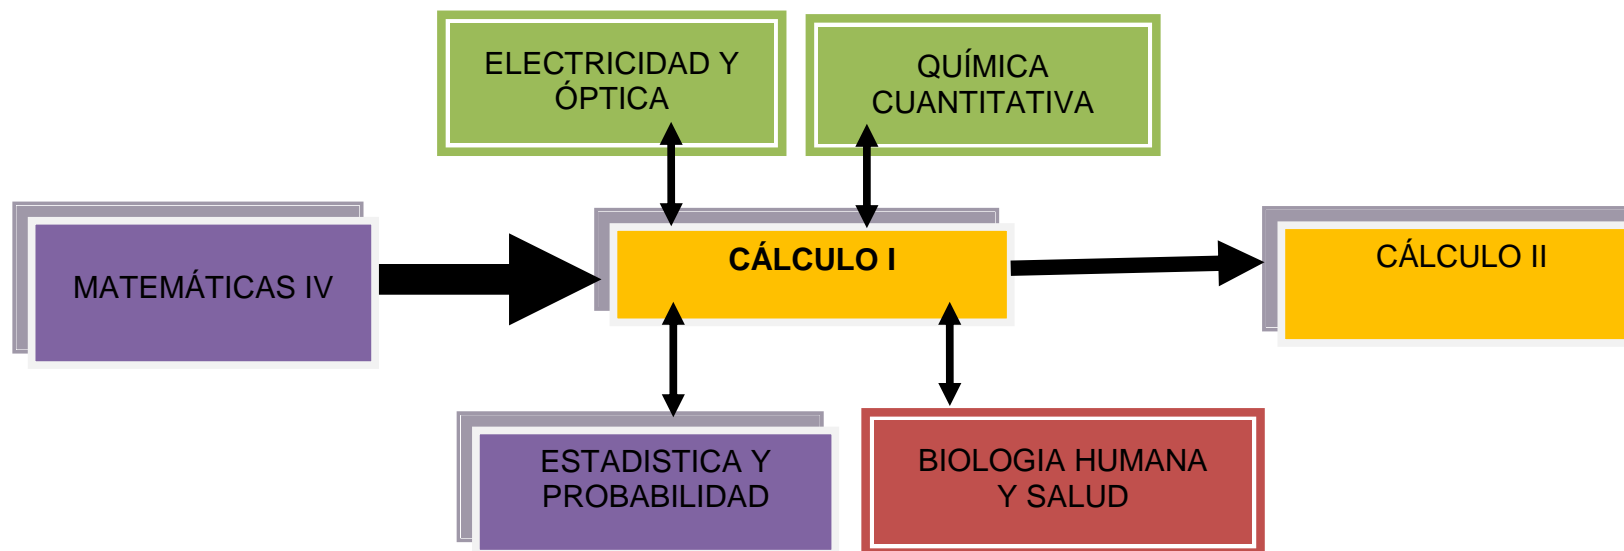 ELECTRICIDAD Y
ÓPTICA
QUÍMICA
CUANTITATIVA
MATEMÁTICAS IV
CÁLCULO I
CÁLCULO II
ESTADISTICA Y
PROBABILIDAD
BIOLOGIA HUMANA
Y SALUD